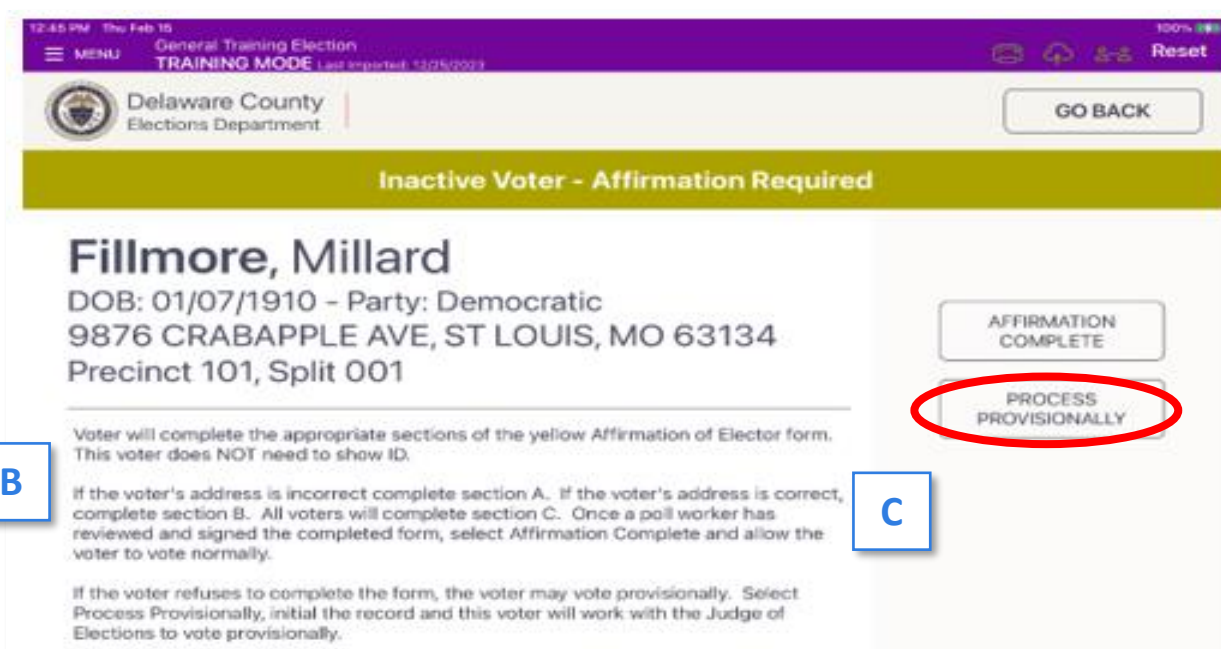 12:45 PM Thu Feb 15
100%
MENU
General Training Election
TRAINING MODE Last Imported: 12/25/2023
Reset
Delaware County
Elections Department
GO BACK
Inactive Voter - Affirmation Required
Fillmore, Millard
DOB: 01/07/1910 - Party: Democratic
9876 CRABAPPLE AVE, ST LOUIS, MO 63134
Precinct 101, Split 001
AFFIRMATION
COMPLETE
PROCESS
PROVISIONALLY
Voter will complete the appropriate sections of the yellow Affirmation of Elector form.
This voter does NOT need to show ID.
B
If the voter's address is incorrect complete section A. If the voter's address is correct,
complete section B. All voters will complete section C. Once a poll worker has
reviewed and signed the completed form, select Affirmation Complete and allow the
voter to vote normally.
C
If the voter refuses to complete the form, the voter may vote provisionally. Select
Process Provisionally, initial the record and this voter will work with the Judge of
Elections to vote provisionally.